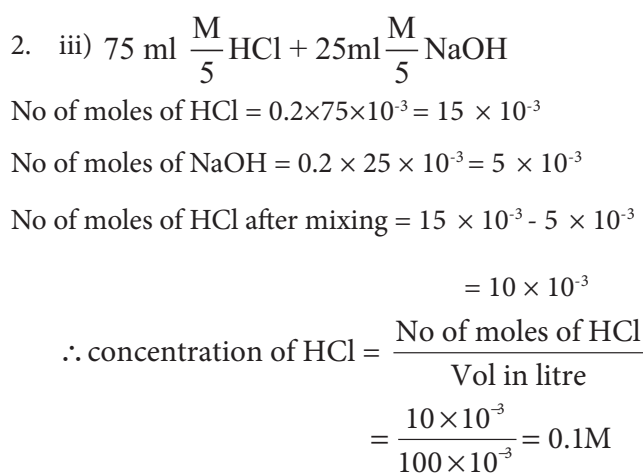 2. iii) 75 ml M/5 HCl + 25ml M/5 NaOH
No of moles of HCl = 0.2×75×10⁻³ = 15 × 10⁻³
No of moles of NaOH = 0.2 × 25 × 10⁻³ = 5 × 10⁻³
No of moles of HCl after mixing = 15 × 10⁻³ - 5 × 10⁻³
= 10 × 10⁻³
∴ concentration of HCl = No of moles of HCl / Vol in litre
= 10 × 10⁻³ / 100 × 10⁻³ = 0.1M